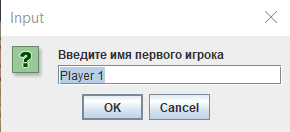 Input
?
Введите имя первого игрока
Player 1
OK Cancel